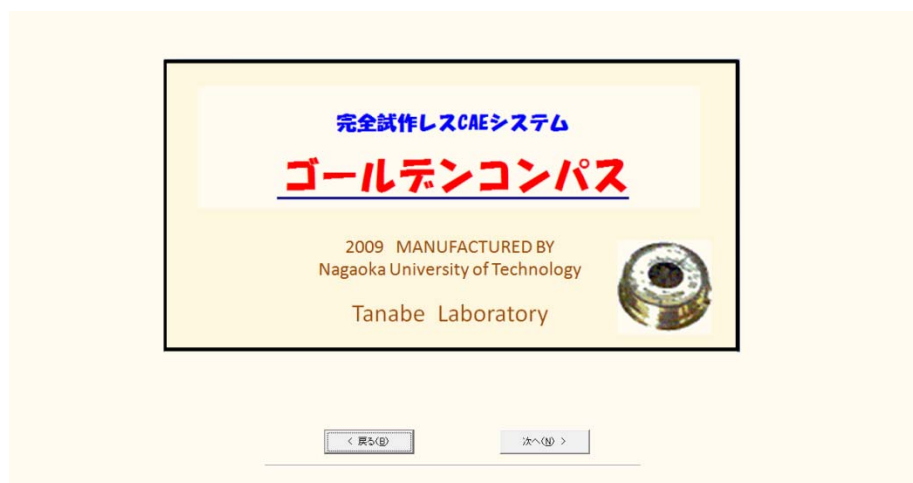 完全試作レスCAEシステム
ゴールデンコンパス
2009 MANUFACTURED BY
Nagaoka University of Technology
Tanabe Laboratory
< 戻る(B)
次へ(N) >